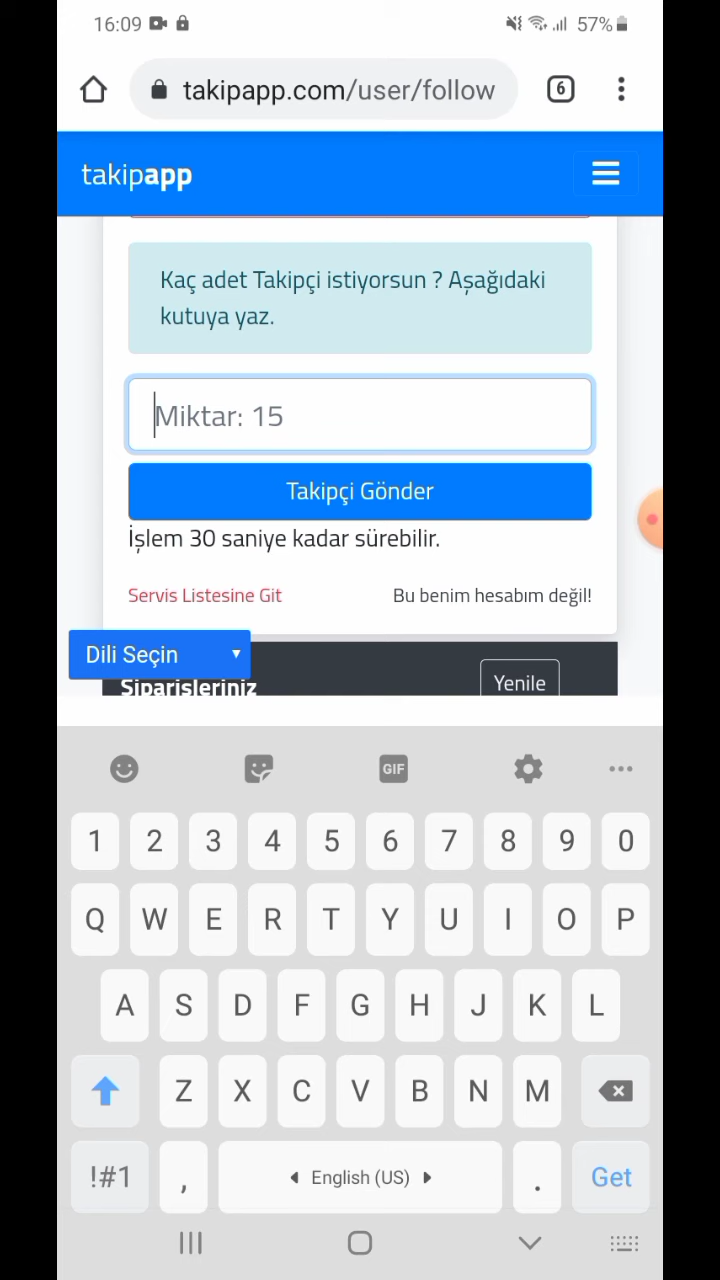 16:09
57%
takipapp.com/user/follow
6
takipapp
Kaç adet Takipçi istiyorsun ? Aşağıdaki
kutuya yaz.
Miktar: 15
Takipçi Gönder
İşlem 30 saniye kadar sürebilir.
Servis Listesine Git
Bu benim hesabım değil!
Dili Seçin
Siparişleriniz
Yenile
GIF
1 2 3 4 5 6 7 8 9 0
Q W E R T Y U I O P
A S D F G H J K L
Z X C V B N M
!#1 , English (US) . Get